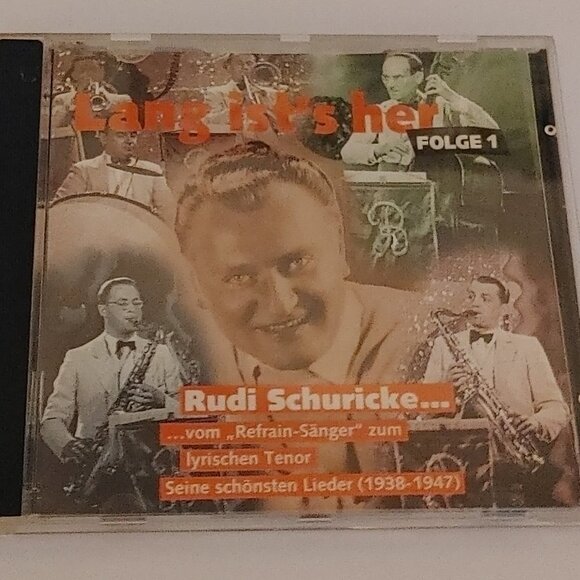 Lang ist's her
FOLGE 1
Rudi Schuricke...
...vom „Refrain-Sänger" zum
lyrischen Tenor
Seine schönsten Lieder (1938-1947)